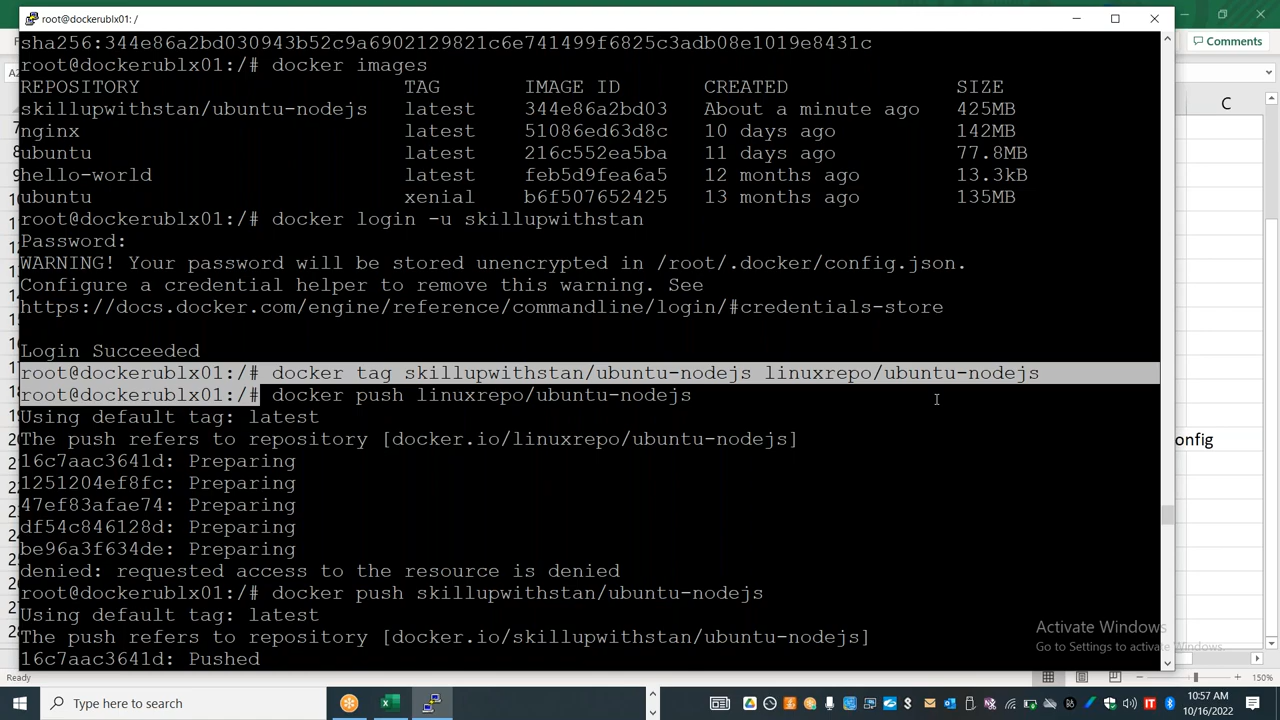 root@dockerublx01: /
sha256:344e86a2bd030943b52c9a6902129821c6e741499f6825c3adb08e1019e8431c
root@dockerublx01:/# docker images
REPOSITORY TAG IMAGE ID CREATED SIZE
skillupwithstan/ubuntu-nodejs latest 344e86a2bd03 About a minute ago 425MB
nginx latest 51086ed63d8c 10 days ago 142MB
ubuntu latest 216c552ea5ba 11 days ago 77.8MB
hello-world latest feb5d9fea6a5 12 months ago 13.3kB
ubuntu xenial b6f507652425 13 months ago 135MB
root@dockerublx01:/# docker login -u skillupwithstan
Password:
WARNING! Your password will be stored unencrypted in /root/.docker/config.json.
Configure a credential helper to remove this warning. See
https://docs.docker.com/engine/reference/commandline/login/#credentials-store
Login Succeeded
root@dockerublx01:/# docker tag skillupwithstan/ubuntu-nodejs linuxrepo/ubuntu-nodejs
root@dockerublx01:/# docker push linuxrepo/ubuntu-nodejs
Using default tag: latest
The push refers to repository [docker.io/linuxrepo/ubuntu-nodejs]
16c7aac3641d: Preparing
1251204ef8fc: Preparing
47ef83afae74: Preparing
df54c846128d: Preparing
be96a3f634de: Preparing
denied: requested access to the resource is denied
root@dockerublx01:/# docker push skillupwithstan/ubuntu-nodejs
Using default tag: latest
The push refers to repository [docker.io/skillupwithstan/ubuntu-nodejs]
16c7aac3641d: Pushed
Comments
C
onfig
Activate Windows
Go to Settings to activate Windows.
Ready
150%
Type here to search
10:57 AM
10/16/2022